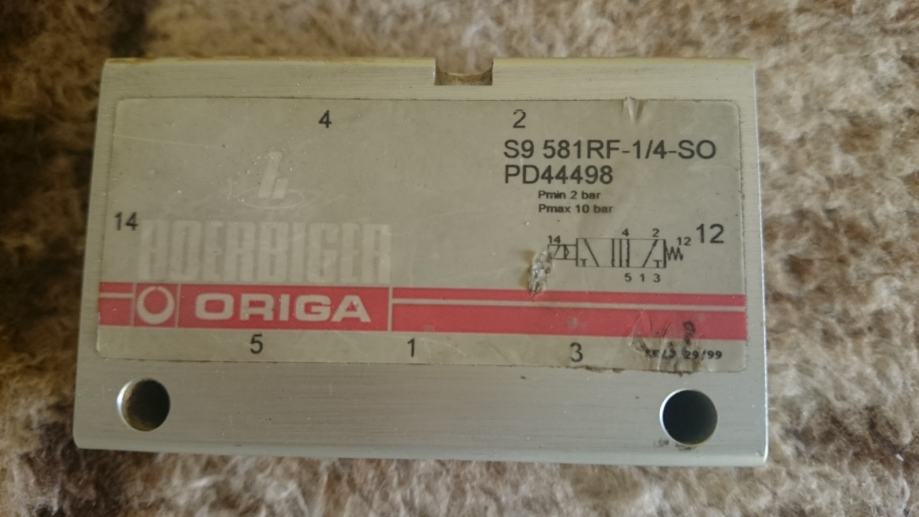 4 2
S9 581RF-1/4-SO
PD44498
Pmin 2 bar
Pmax 10 bar
14 12
HOERBIGER
14 4 2 12
5 1 3
ORIGA
5 1 3
29/99